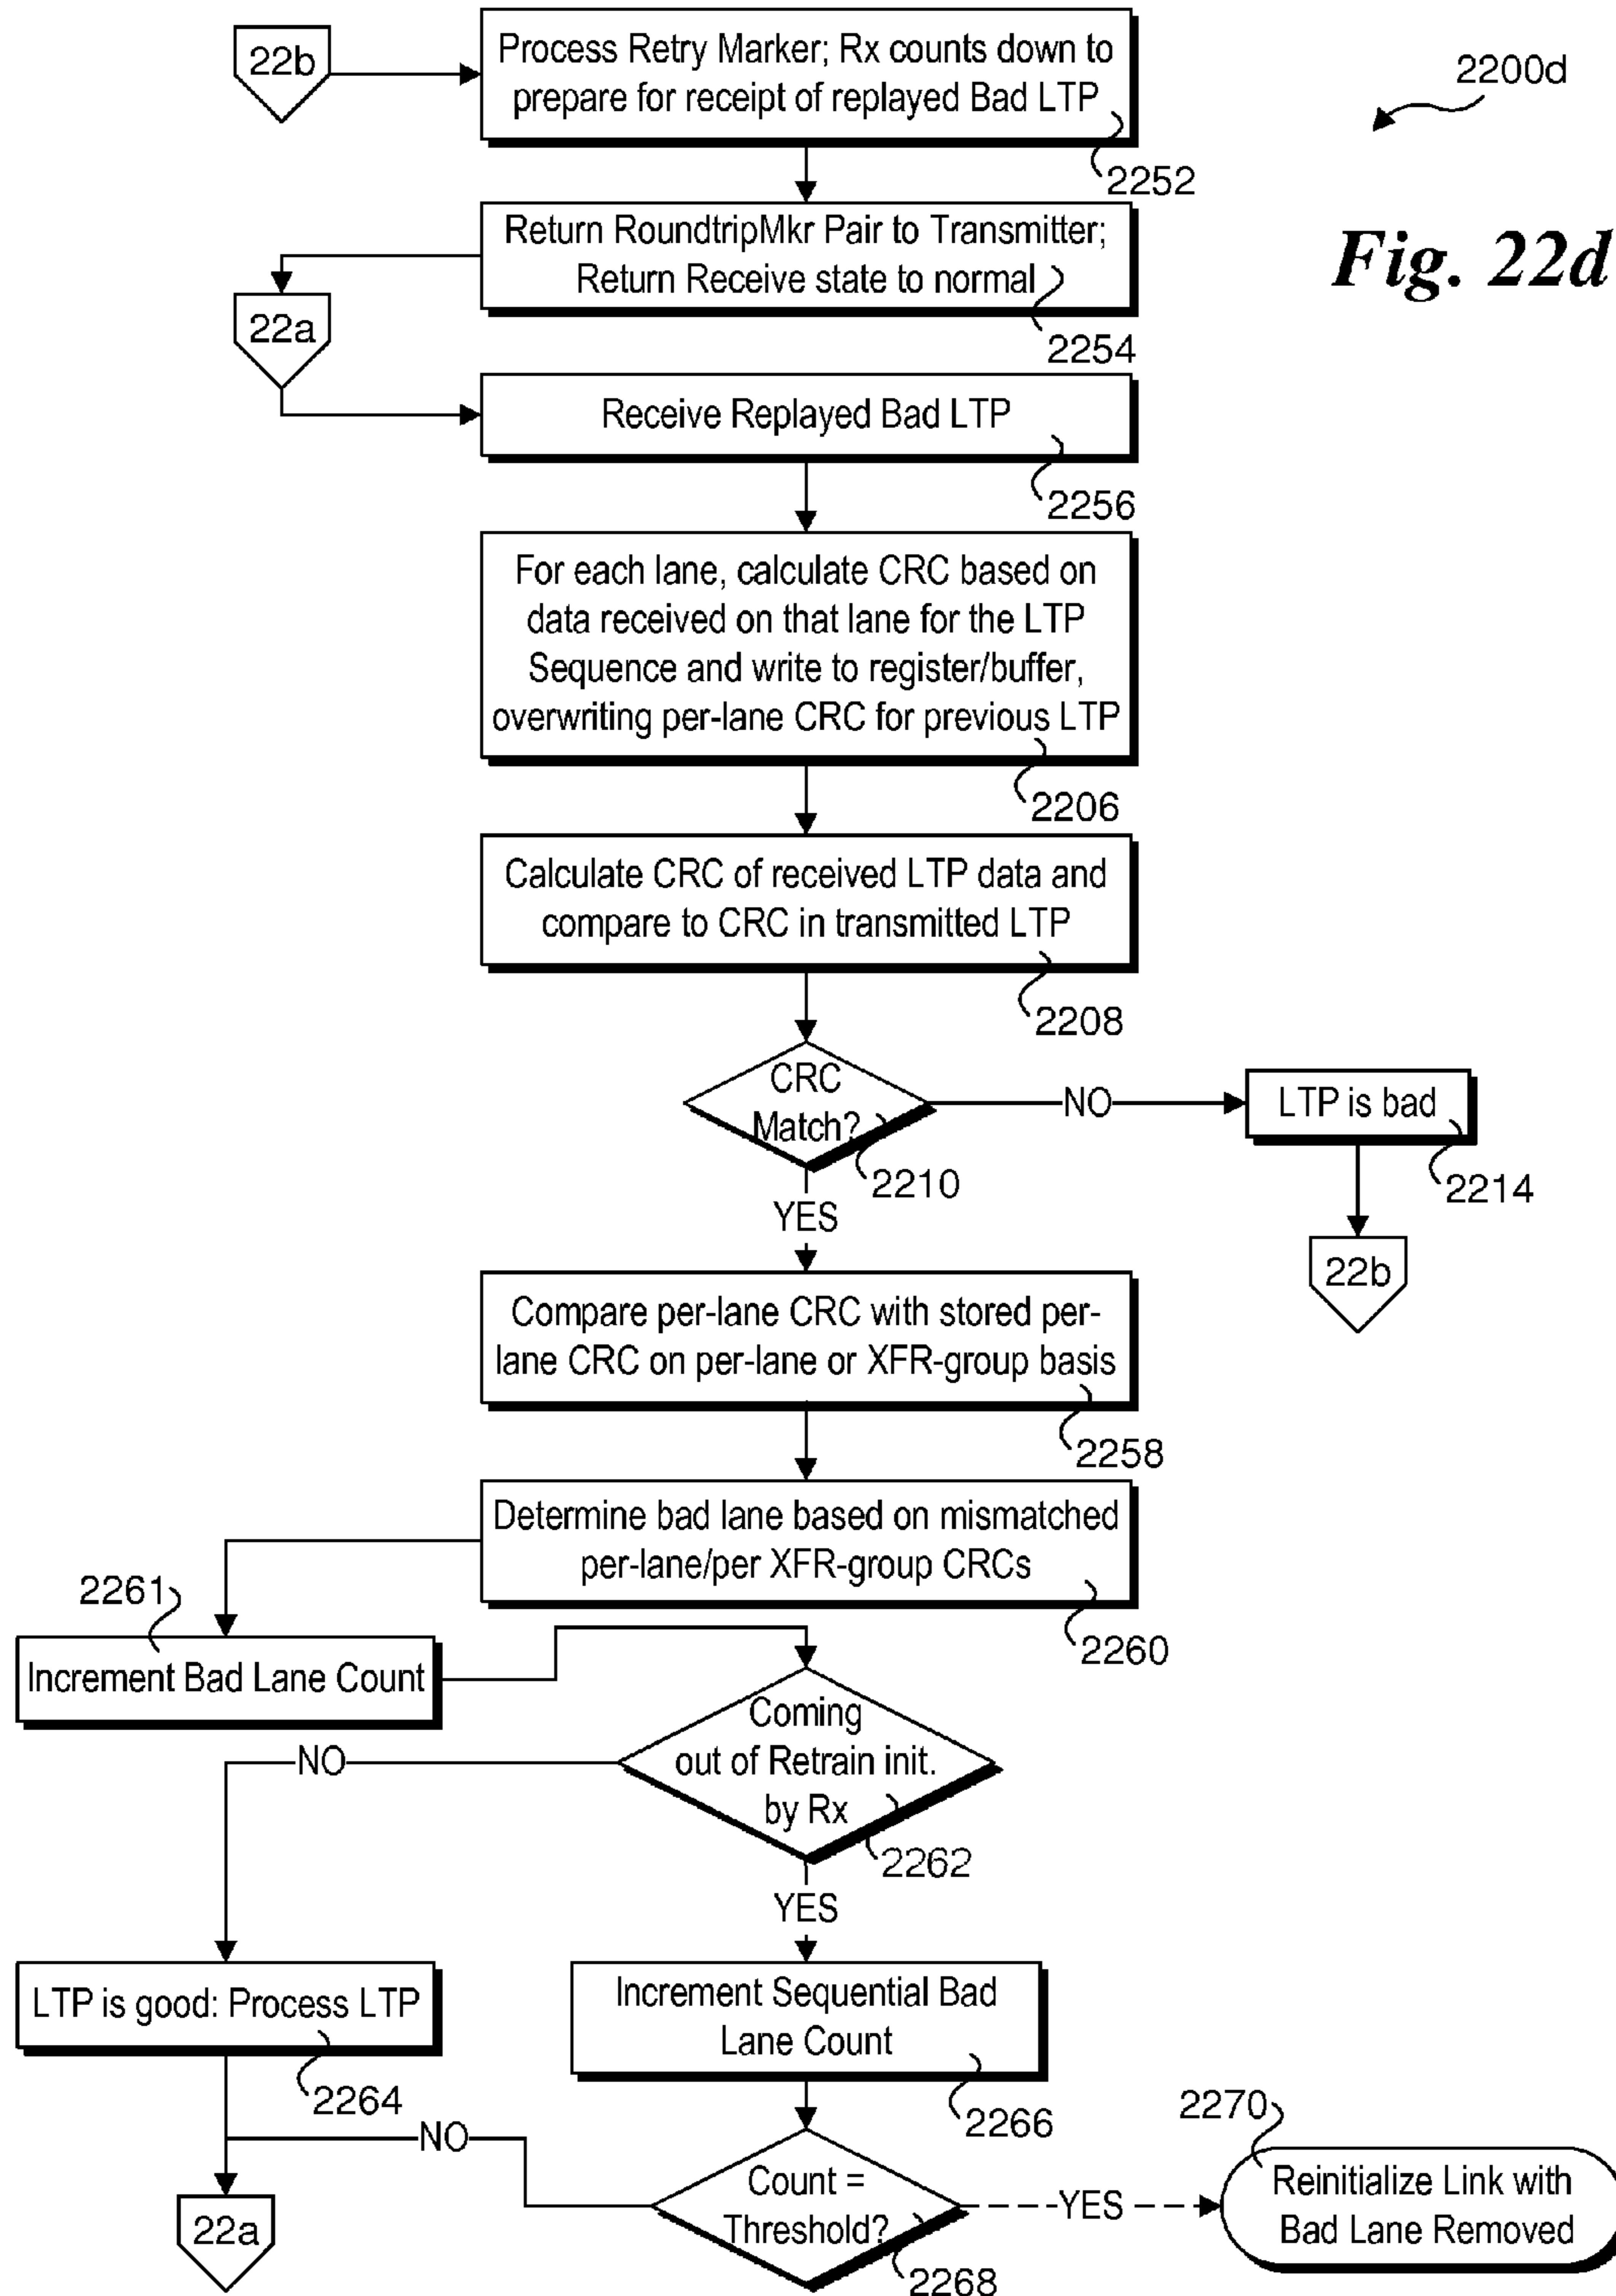 22b
Process Retry Marker; Rx counts down to
prepare for receipt of replayed Bad LTP
2200d
2252
Fig. 22d
Return RoundtripMkr Pair to Transmitter;
Return Receive state to normal
22a
2254
Receive Replayed Bad LTP
2256
For each lane, calculate CRC based on
data received on that lane for the LTP
Sequence and write to register/buffer,
overwriting per-lane CRC for previous LTP
2206
Calculate CRC of received LTP data and
compare to CRC in transmitted LTP
2208
CRC
Match?
NO
LTP is bad
2210
2214
YES
22b
Compare per-lane CRC with stored per-
lane CRC on per-lane or XFR-group basis
2258
Determine bad lane based on mismatched
per-lane/per XFR-group CRCs
2261
2260
Increment Bad Lane Count
Coming
out of Retrain init.
by Rx
NO
2262
YES
LTP is good: Process LTP
Increment Sequential Bad
Lane Count
2264
2266
2270
NO
Count =
Threshold?
YES
Reinitialize Link with
Bad Lane Removed
22a
2268